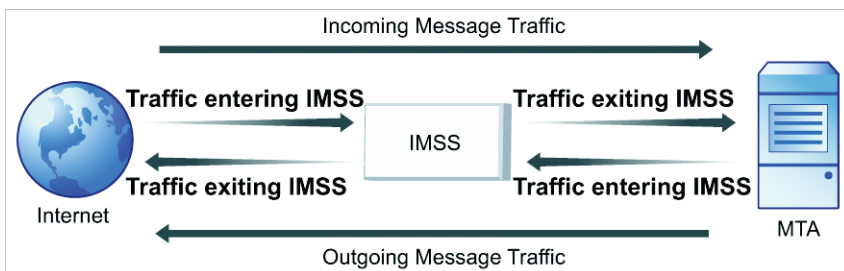 Incoming Message Traffic
Traffic entering IMSS
Traffic exiting IMSS
IMSS
Traffic exiting IMSS
Traffic entering IMSS
Internet
MTA
Outgoing Message Traffic